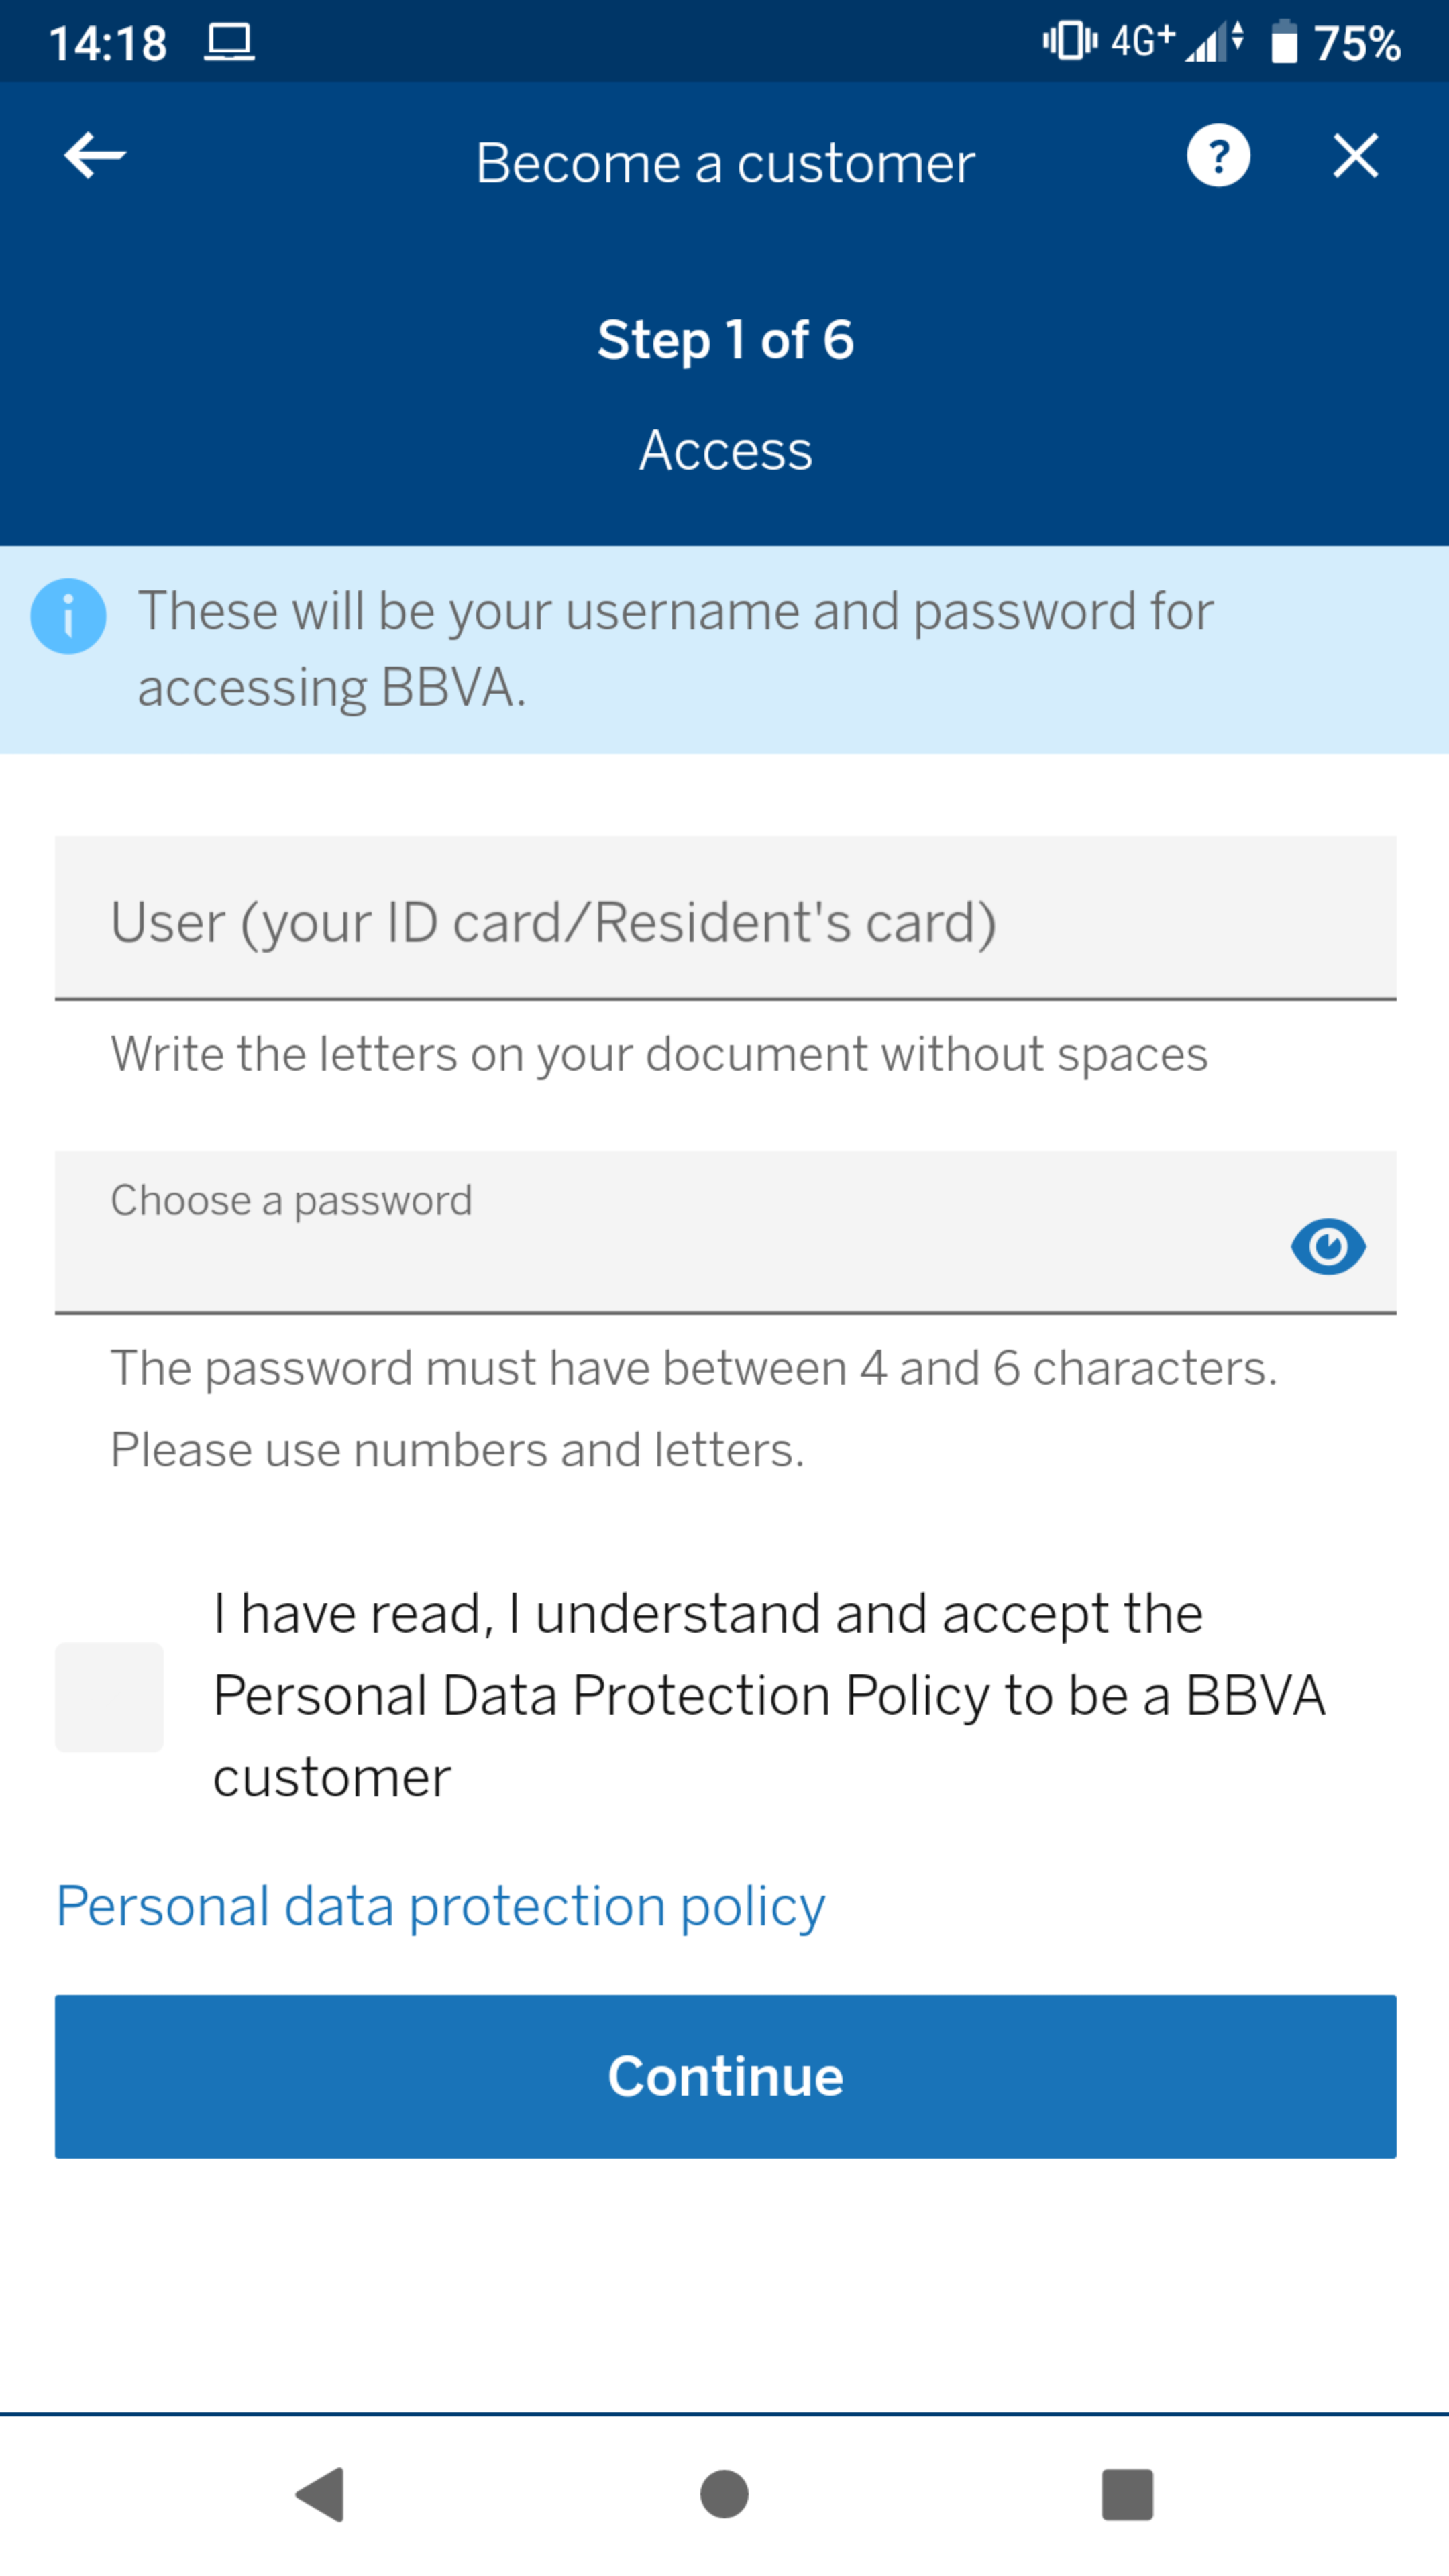 14:18 4G+ 75%
Become a customer ?
Step 1 of 6
Access
i These will be your username and password for
accessing BBVA.
User (your ID card/Resident's card)
Write the letters on your document without spaces
Choose a password
The password must have between 4 and 6 characters.
Please use numbers and letters.
I have read, I understand and accept the
Personal Data Protection Policy to be a BBVA
customer
Personal data protection policy
Continue